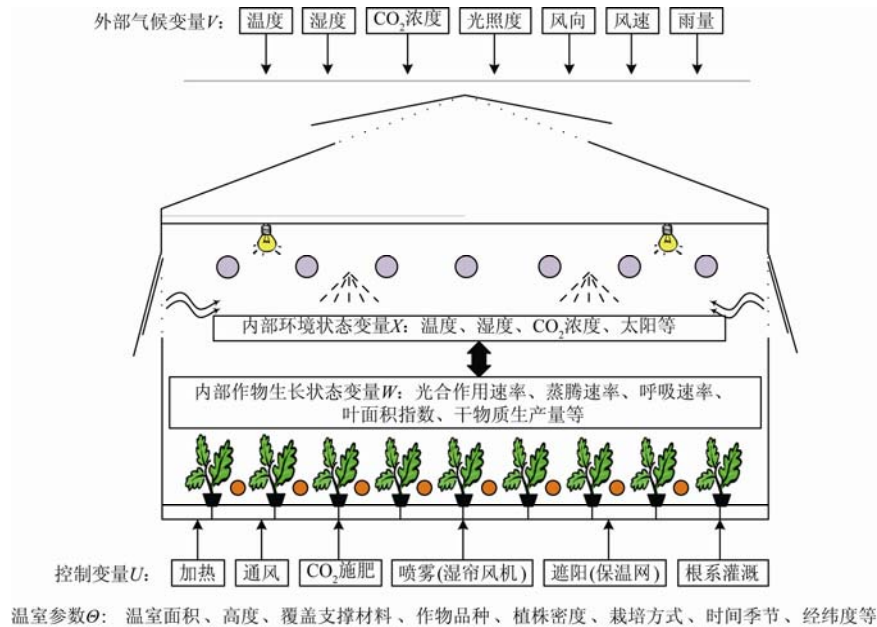 外部气候变量V： 温度 湿度 CO₂浓度 光照度 风向 风速 雨量
内部环境状态变量X：温度、湿度、CO₂浓度、太阳等
内部作物生长状态变量W：光合作用速率、蒸腾速率、呼吸速率、
叶面积指数、干物质生产量等
控制变量U： 加热 通风 CO₂施肥 喷雾(湿帘风机) 遮阳(保温网) 根系灌溉
温室参数Θ： 温室面积、高度、覆盖支撑材料、作物品种、植株密度、栽培方式、时间季节、经纬度等